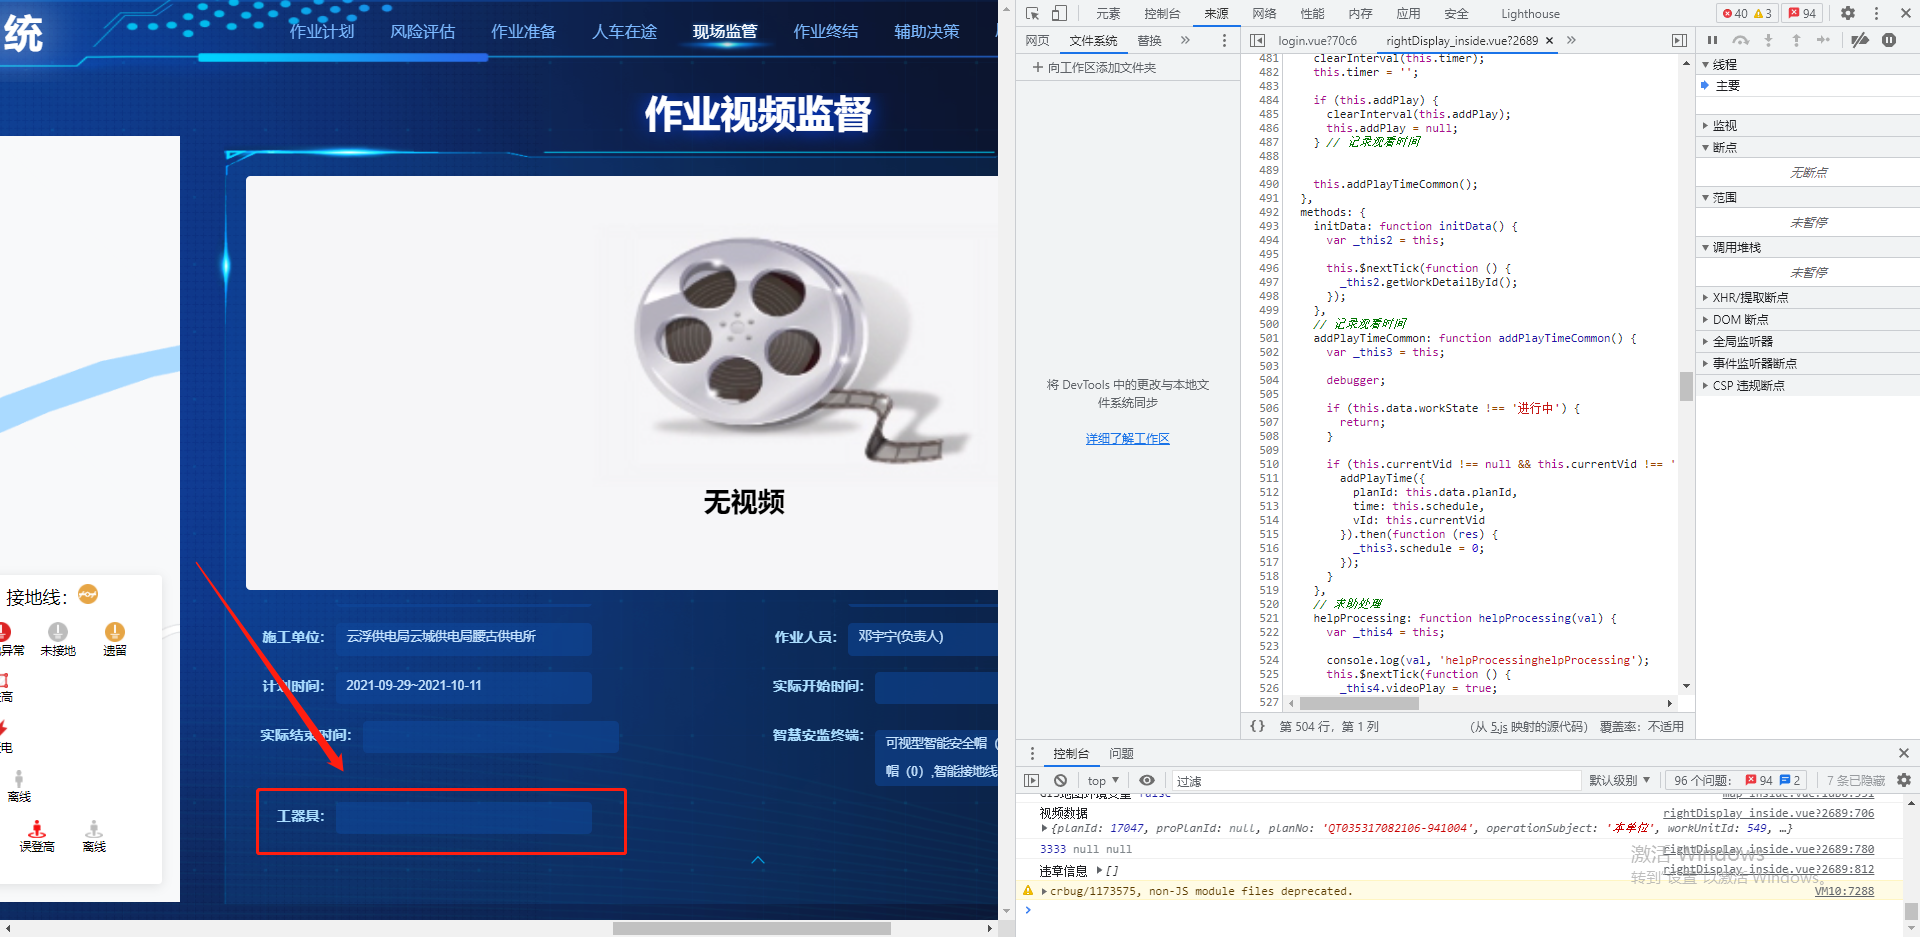 统
作业计划
风险评估
作业准备
人车在途
现场监管
作业终结
辅助决策
作业视频监督
无视频
接地线：
异常
未接地
遗留
高
电
离线
误登高
离线
施工单位：
云浮供电局云城供电局腰古供电所
作业人员：
邓宇宁(负责人)
计划时间：
2021-09-29~2021-10-11
实际开始时间：
实际结束时间：
智慧安监终端：
可视型智能安全帽（
帽（0）,智能接地线
工器具：
元素
控制台
来源
网络
性能
内存
应用
安全
Lighthouse
40
3
94
网页
文件系统
替换
»
login.vue?70c6
rightDisplay_inside.vue?2689 ×
»
+ 向工作区添加文件夹
将 DevTools 中的更改与本地文
件系统同步
详细了解工作区
481 clearInterval(this.timer);
482 this.timer = '';
483
484 if (this.addPlay) {
485 clearInterval(this.addPlay);
486 this.addPlay = null;
487 } // 记录观看时间
488
489
490 this.addPlayTimeCommon();
491 },
492 methods: {
493 initData: function initData() {
494 var _this2 = this;
495
496 this.$nextTick(function () {
497 _this2.getWorkDetailById();
498 });
499 },
500 // 记录观看时间
501 addPlayTimeCommon: function addPlayTimeCommon() {
502 var _this3 = this;
503
504 debugger;
505
506 if (this.data.workState !== '进行中') {
507 return;
508 }
509
510 if (this.currentVid !== null && this.currentVid !== '
511 addPlayTime({
512 planId: this.data.planId,
513 time: this.schedule,
514 vId: this.currentVid
515 }).then(function (res) {
516 _this3.schedule = 0;
517 });
518 }
519 },
520 // 求助处理
521 helpProcessing: function helpProcessing(val) {
522 var _this4 = this;
523
524 console.log(val, 'helpProcessinghelpProcessing');
525 this.$nextTick(function () {
526 _this4.videoPlay = true;
527
{} 第 504 行，第 1 列
(从 5.js 映射的源代码)
覆盖率：不适用
线程
主要
监视
断点
无断点
范围
未暂停
调用堆栈
未暂停
XHR/提取断点
DOM 断点
全局监听器
事件监听器断点
CSP 违规断点
控制台
问题
top
过滤
默认级别
96 个问题：
94
2
7 条已隐藏
视频数据
rightDisplay_inside.vue?2689:706
{planId: 17047, proPlanId: null, planNo: 'QT035317082106-941004', operationSubject: '本单位', workUnitId: 549, …}
3333 null null
rightDisplay_inside.vue?2689:780
违章信息
[]
rightDisplay_inside.vue?2689:812
crbug/1173575, non-JS module files deprecated.
VM10:7288
激活 Windows
转到"设置"以激活 Windows。